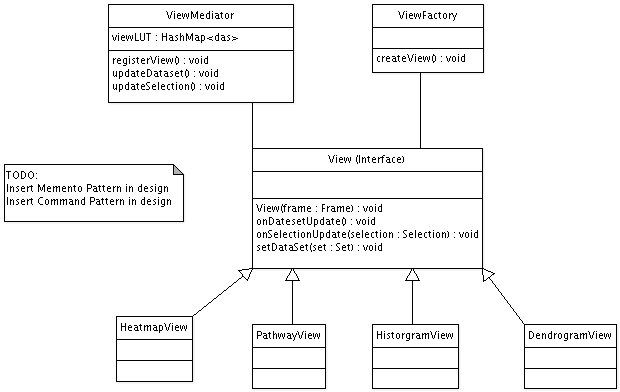 ViewMediator
viewLUT : HashMap<das>
registerView() : void
updateDataset() : void
updateSelection() : void
ViewFactory
createView() : void
TODO:
Insert Memento Pattern in design
Insert Command Pattern in design
View (Interface)
View(frame : Frame) : void
onDatesetUpdate() : void
onSelectionUpdate(selection : Selection) : void
setDataSet(set : Set) : void
HeatmapView
PathwayView
HistorgramView
DendrogramView